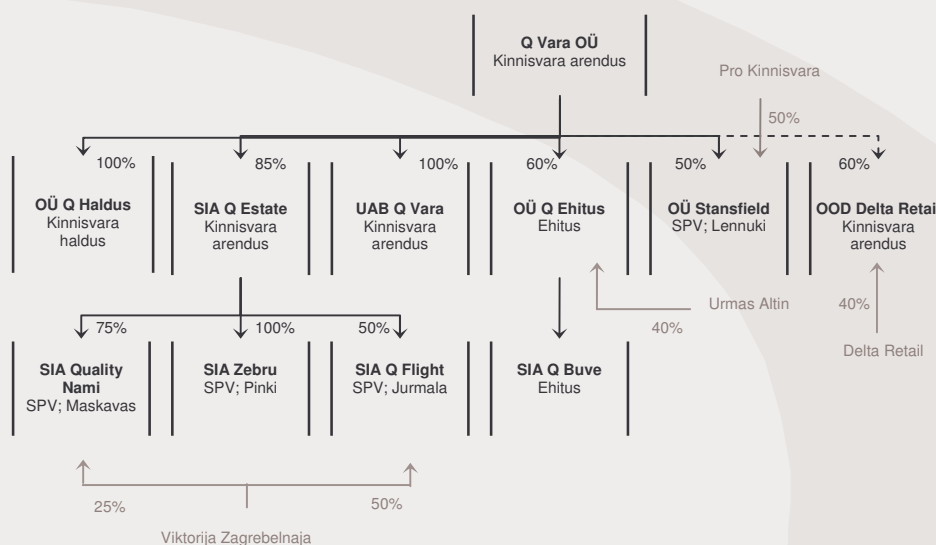 Q Vara OÜ
Kinnisvara arendus
Pro Kinnisvara
50%
100%
85%
100%
60%
50%
60%
OÜ Q Haldus
Kinnisvara
haldus
SIA Q Estate
Kinnisvara
arendus
UAB Q Vara
Kinnisvara
arendus
OÜ Q Ehitus
Ehitus
OÜ Stansfield
SPV; Lennuki
OOD Delta Retail
Kinnisvara
arendus
Urmas Altin
40%
40%
Delta Retail
75%
100%
50%
SIA Quality
Nami
SPV; Maskavas
SIA Zebru
SPV; Pinki
SIA Q Flight
SPV; Jurmala
SIA Q Buve
Ehitus
25%
50%
Viktorija Zagrebelnaja